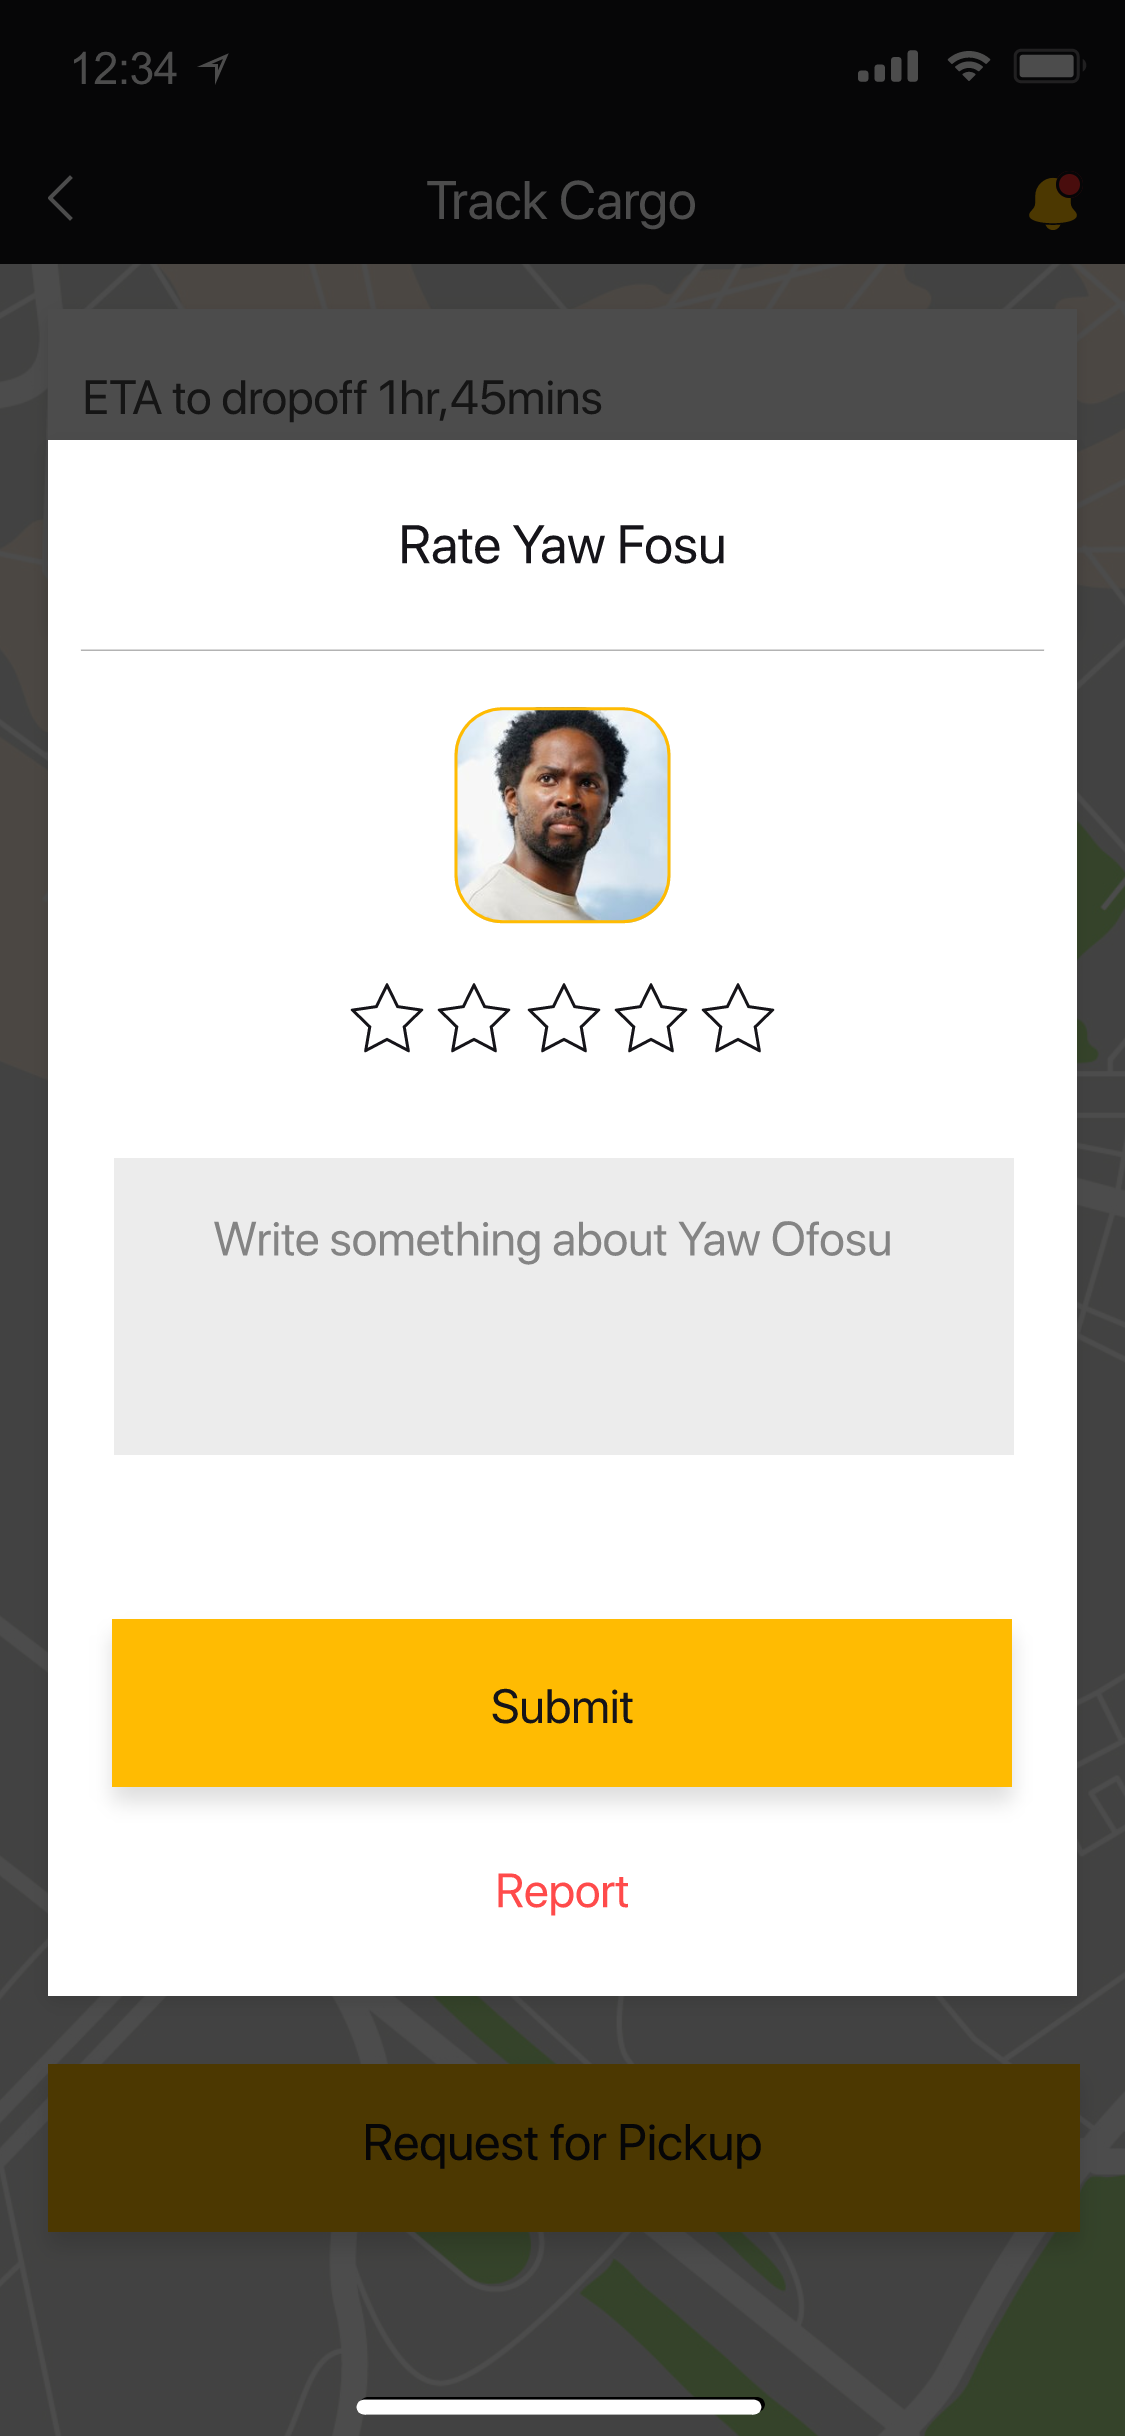 12:34
Track Cargo
ETA to dropoff 1hr,45mins
Rate Yaw Fosu
Write something about Yaw Ofosu
Submit
Report
Request for Pickup